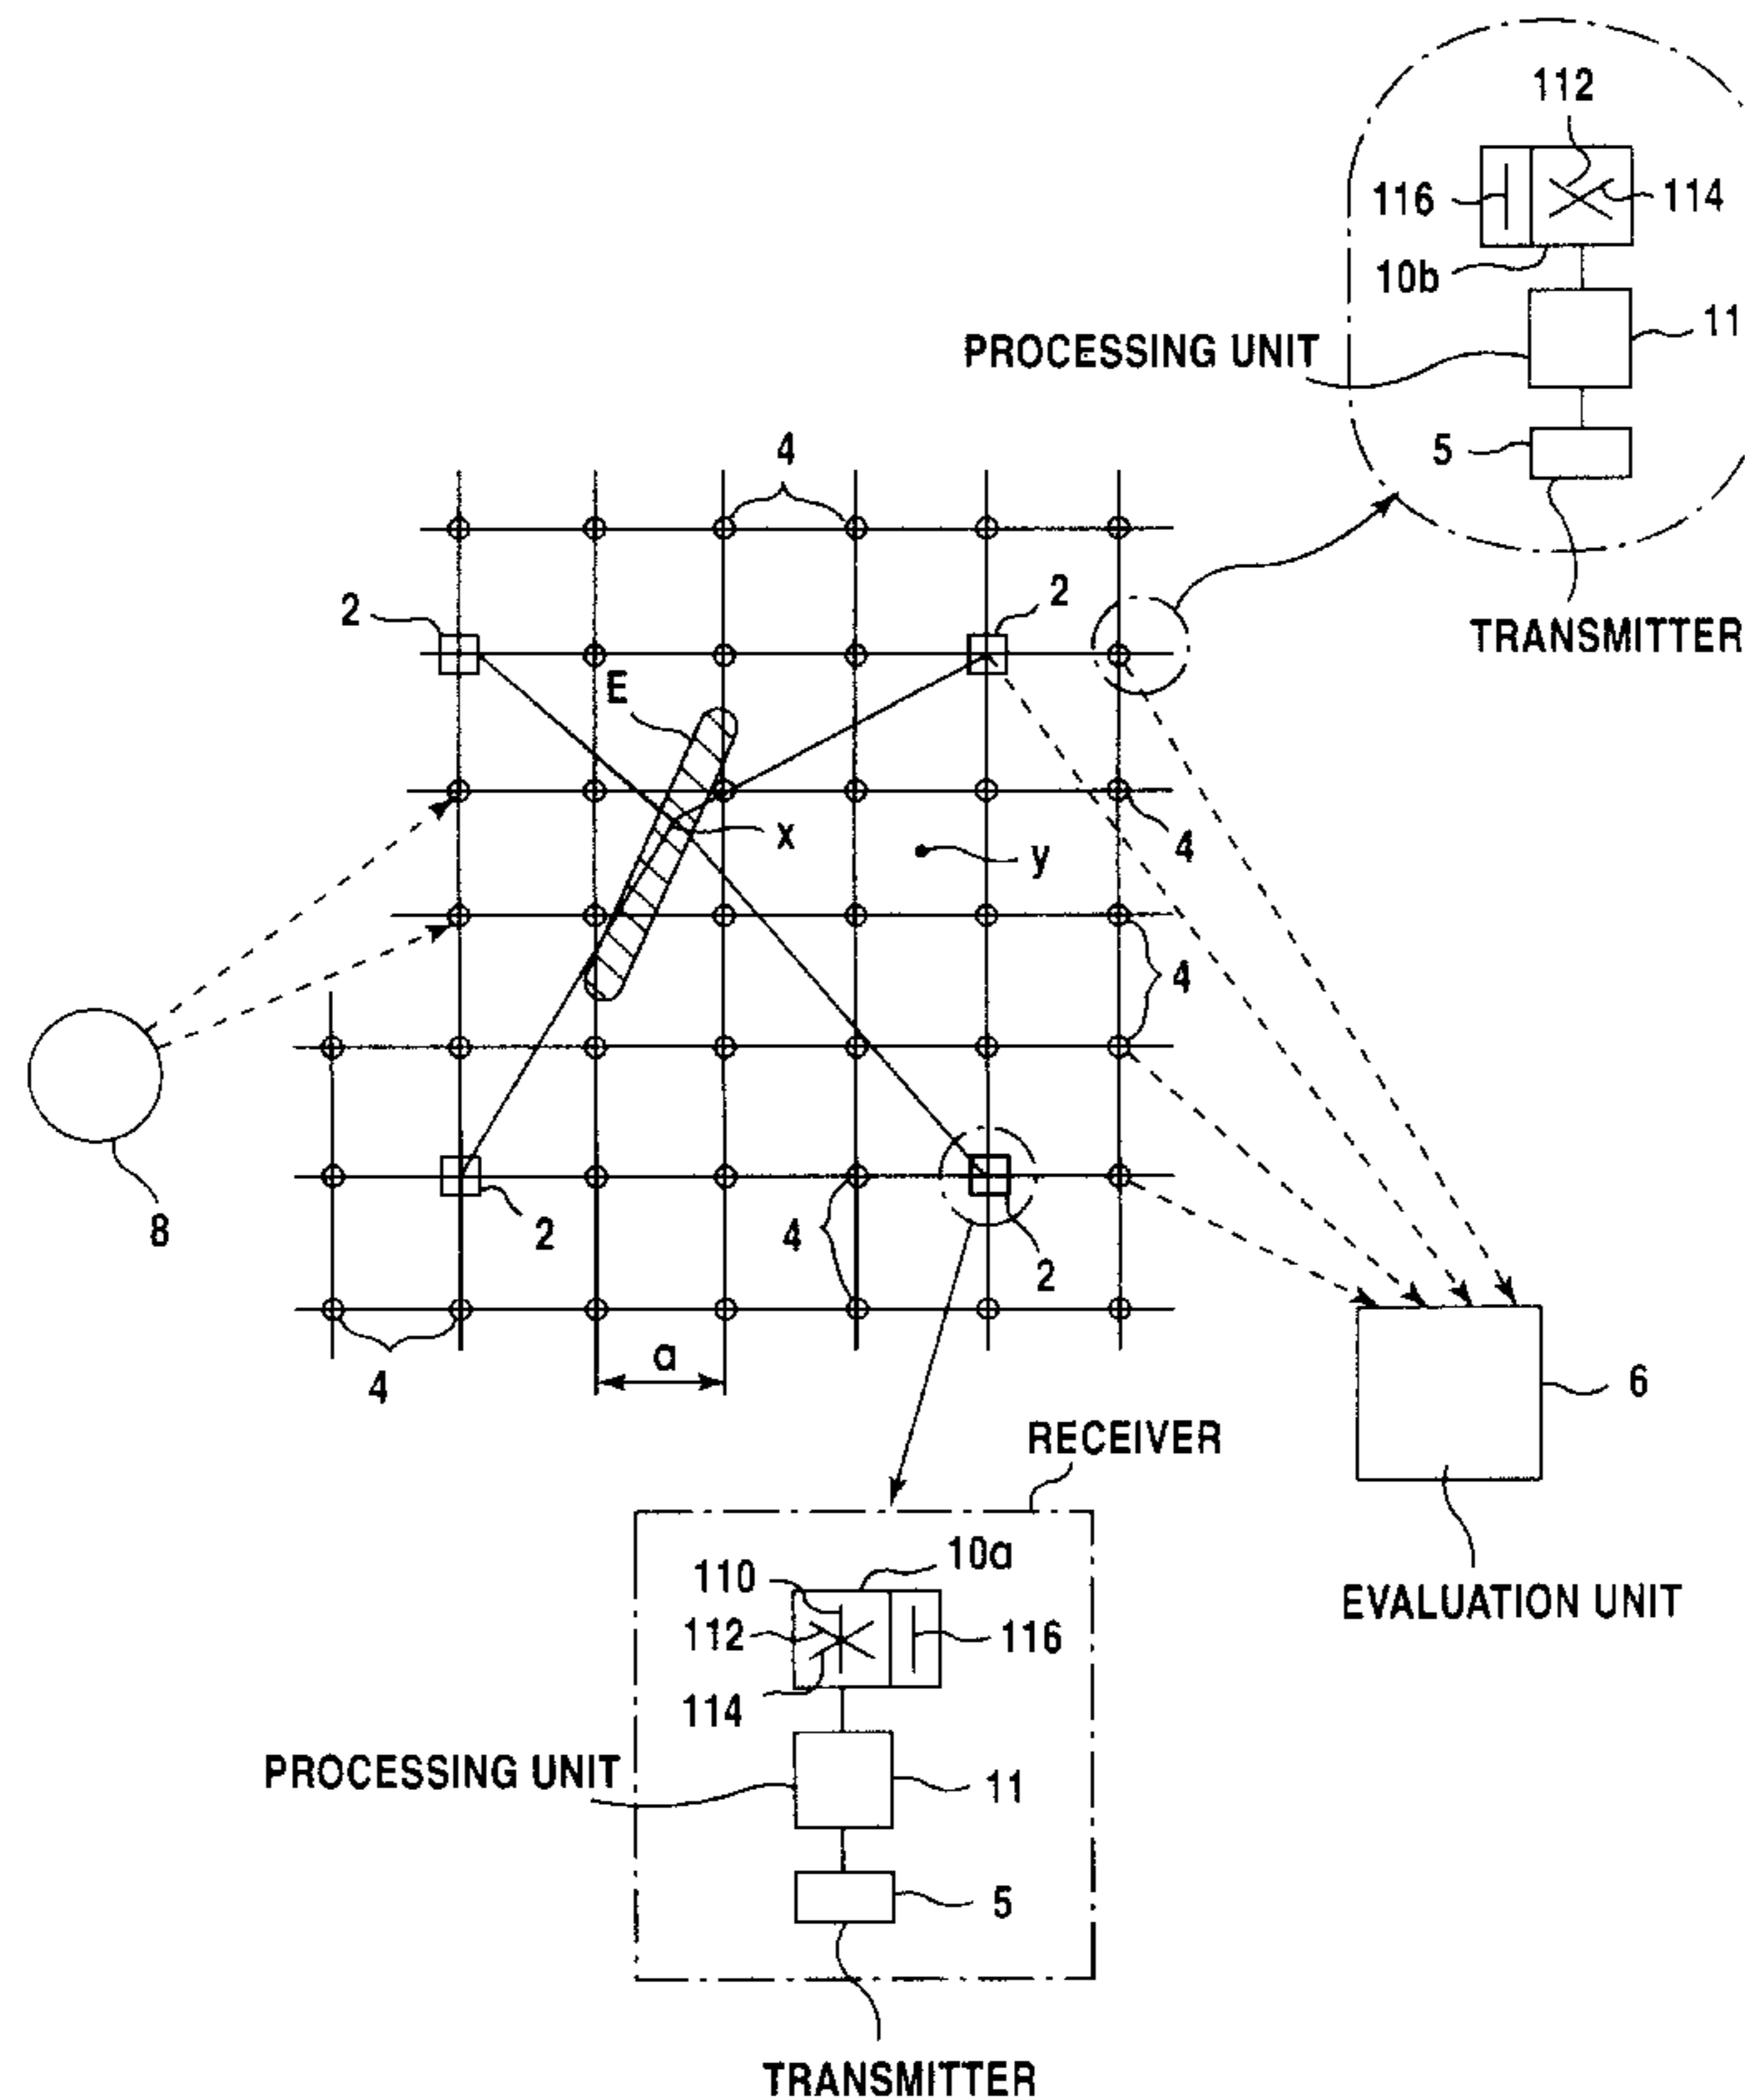 112
116
114
10b
PROCESSING UNIT
11
5
TRANSMITTER
4
2
2
E
x
y
4
4
8
2
4
2
4
a
6
RECEIVER
EVALUATION UNIT
110
10a
112
116
114
PROCESSING UNIT
11
5
TRANSMITTER